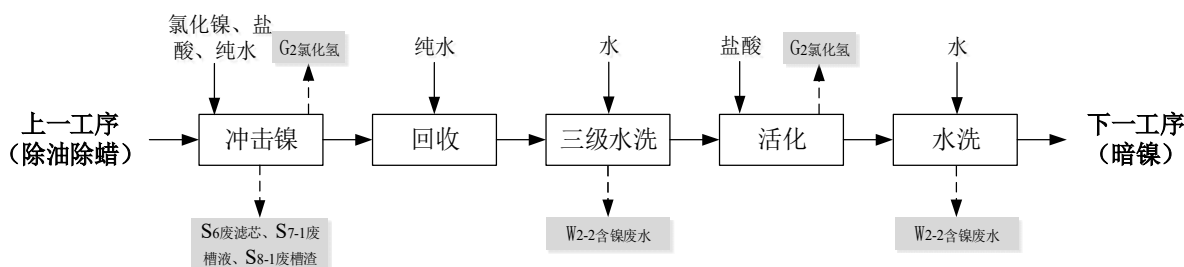 氯化镍、盐
酸、纯水
G2氯化氢
纯水
水
盐酸
G2氯化氢
水
上一工序
（除油除蜡）
冲击镍
回收
三级水洗
活化
水洗
下一工序
（暗镍）
S6废滤芯、S7-1废
槽液、S8-1废槽渣
W2-2含镍废水
W2-2含镍废水